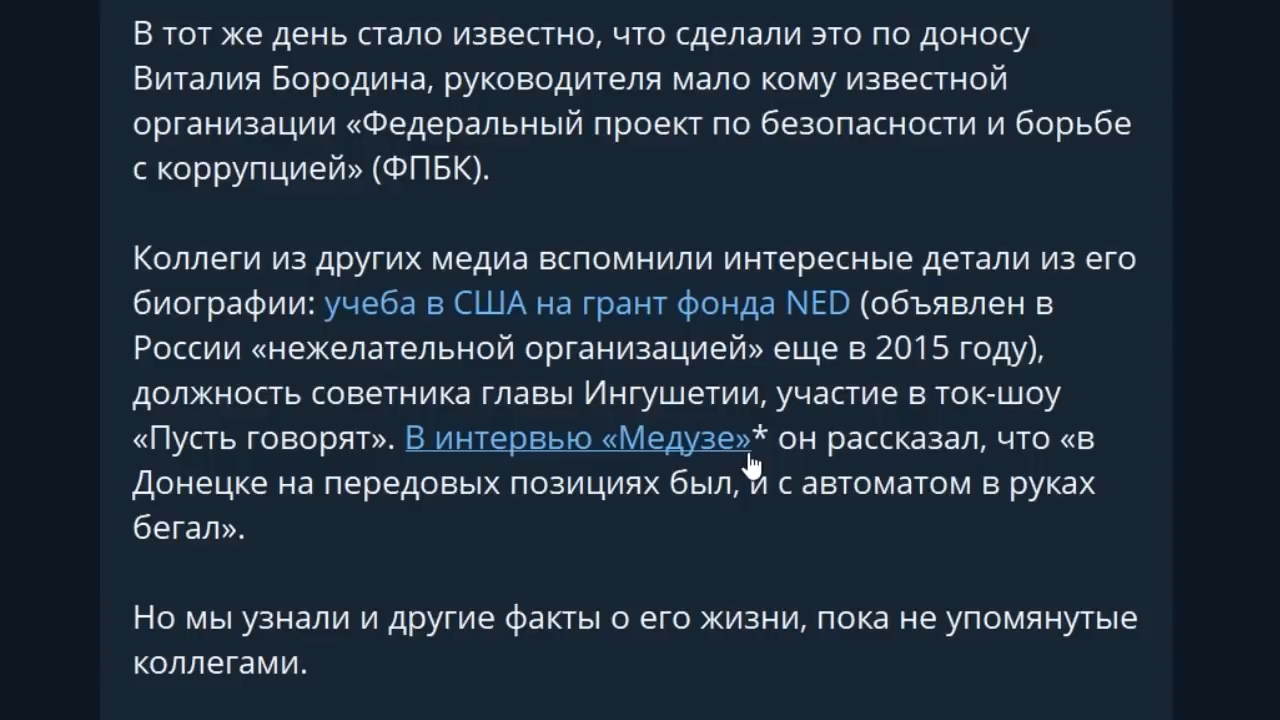 В тот же день стало известно, что сделали это по доносу
Виталия Бородина, руководителя мало кому известной
организации «Федеральный проект по безопасности и борьбе
с коррупцией» (ФПБК).
Коллеги из других медиа вспомнили интересные детали из его
биографии: учеба в США на грант фонда NED (объявлен в
России «нежелательной организацией» еще в 2015 году),
должность советника главы Ингушетии, участие в ток-шоу
«Пусть говорят». В интервью «Медузе»* он рассказал, что «в
Донецке на передовых позициях был, и с автоматом в руках
бегал».
Но мы узнали и другие факты о его жизни, пока не упомянутые
коллегами.